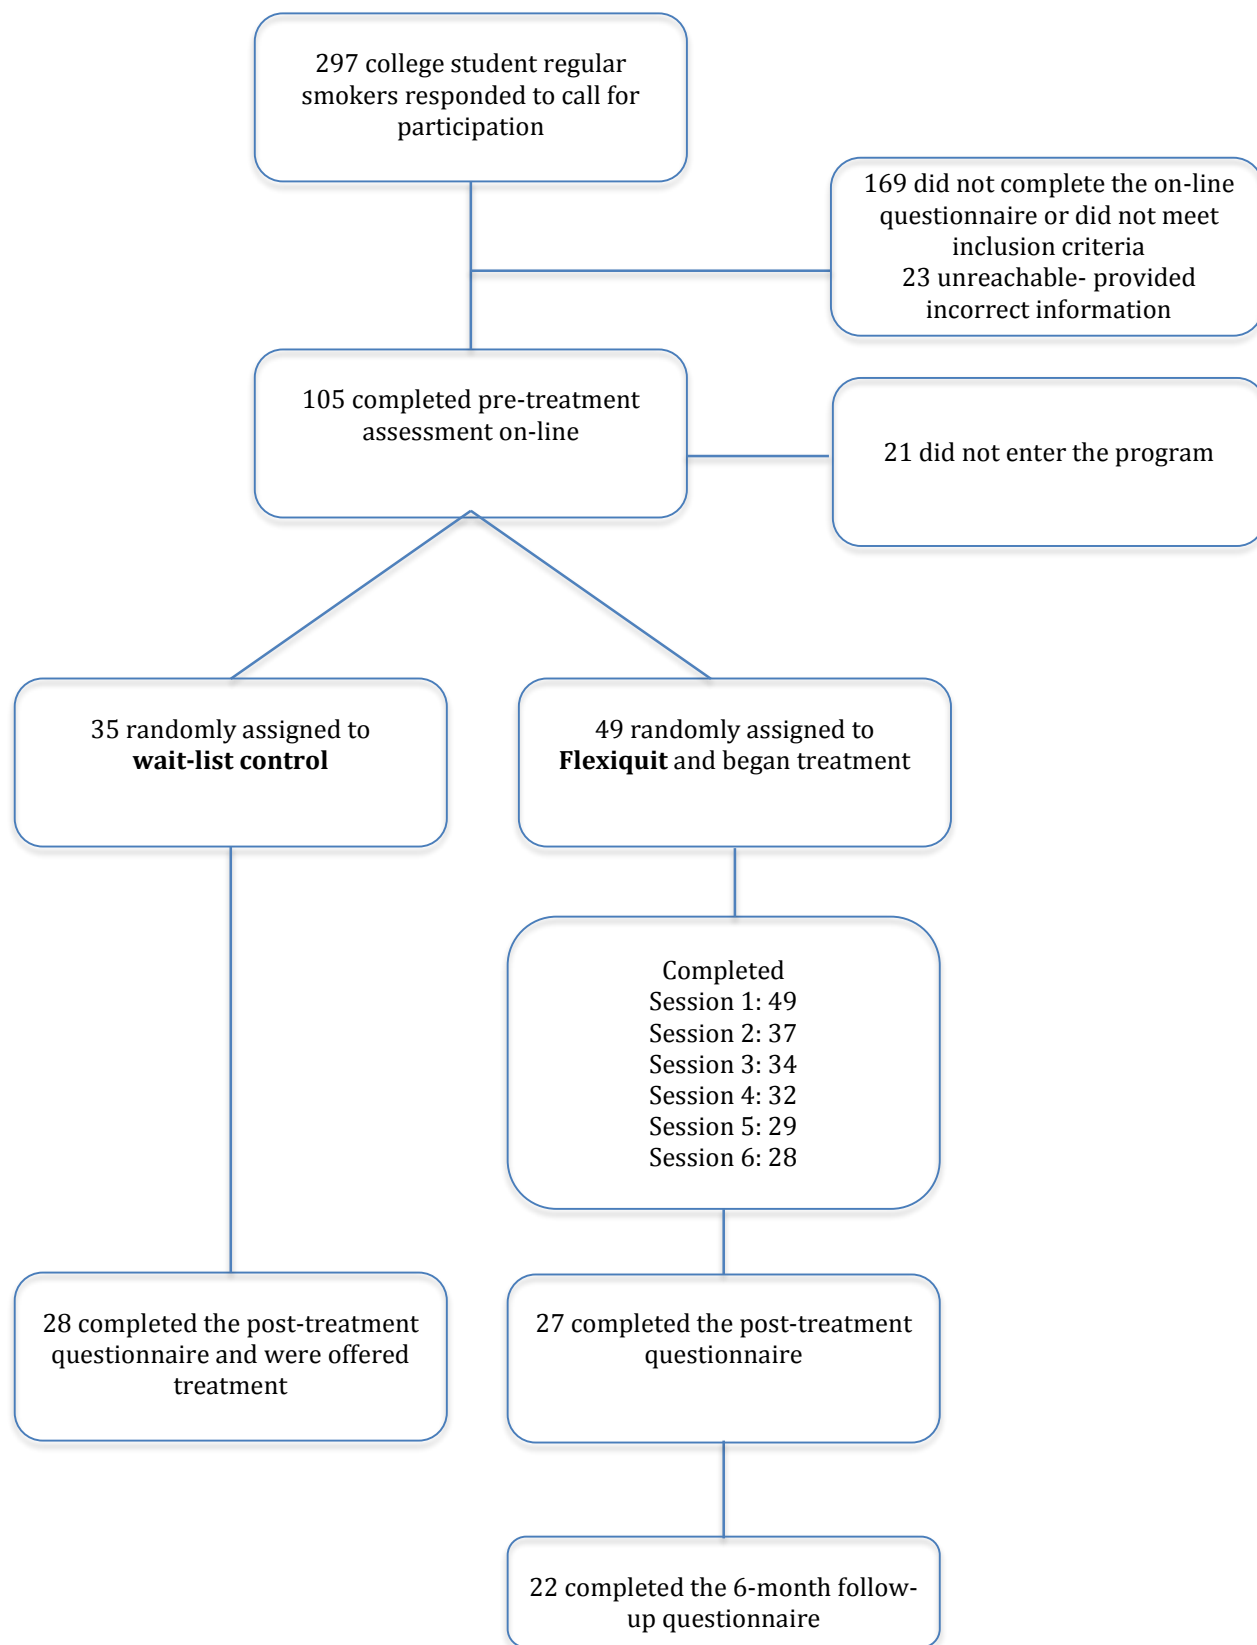 297 college student regular
smokers responded to call for
participation
169 did not complete the on-line
questionnaire or did not meet
inclusion criteria
23 unreachable- provided
incorrect information
105 completed pre-treatment
assessment on-line
21 did not enter the program
35 randomly assigned to
wait-list control
49 randomly assigned to
Flexiquit and began treatment
Completed
Session 1: 49
Session 2: 37
Session 3: 34
Session 4: 32
Session 5: 29
Session 6: 28
28 completed the post-treatment
questionnaire and were offered
treatment
27 completed the post-treatment
questionnaire
22 completed the 6-month follow-
up questionnaire